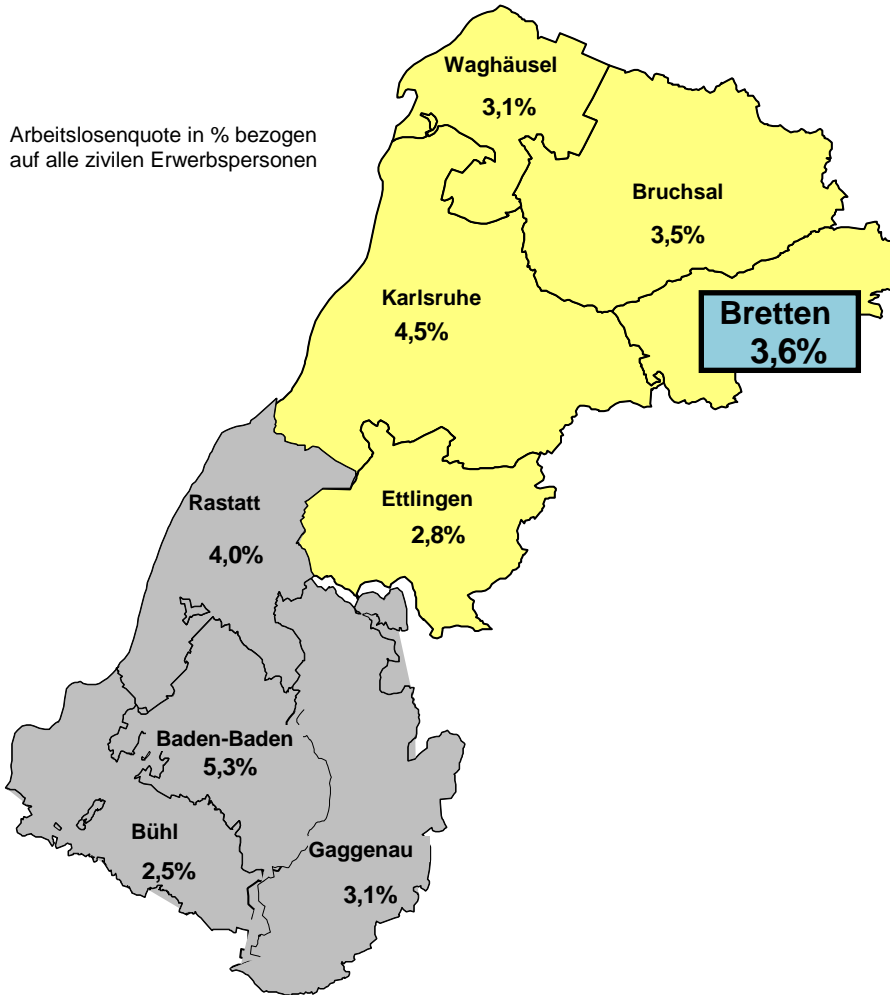 Waghäusel
3,1%
Arbeitslosenquote in % bezogen
auf alle zivilen Erwerbspersonen
Bruchsal
3,5%
Karlsruhe
4,5%
Bretten
3,6%
Rastatt
4,0%
Ettlingen
2,8%
Baden-Baden
5,3%
Bühl
2,5%
Gaggenau
3,1%